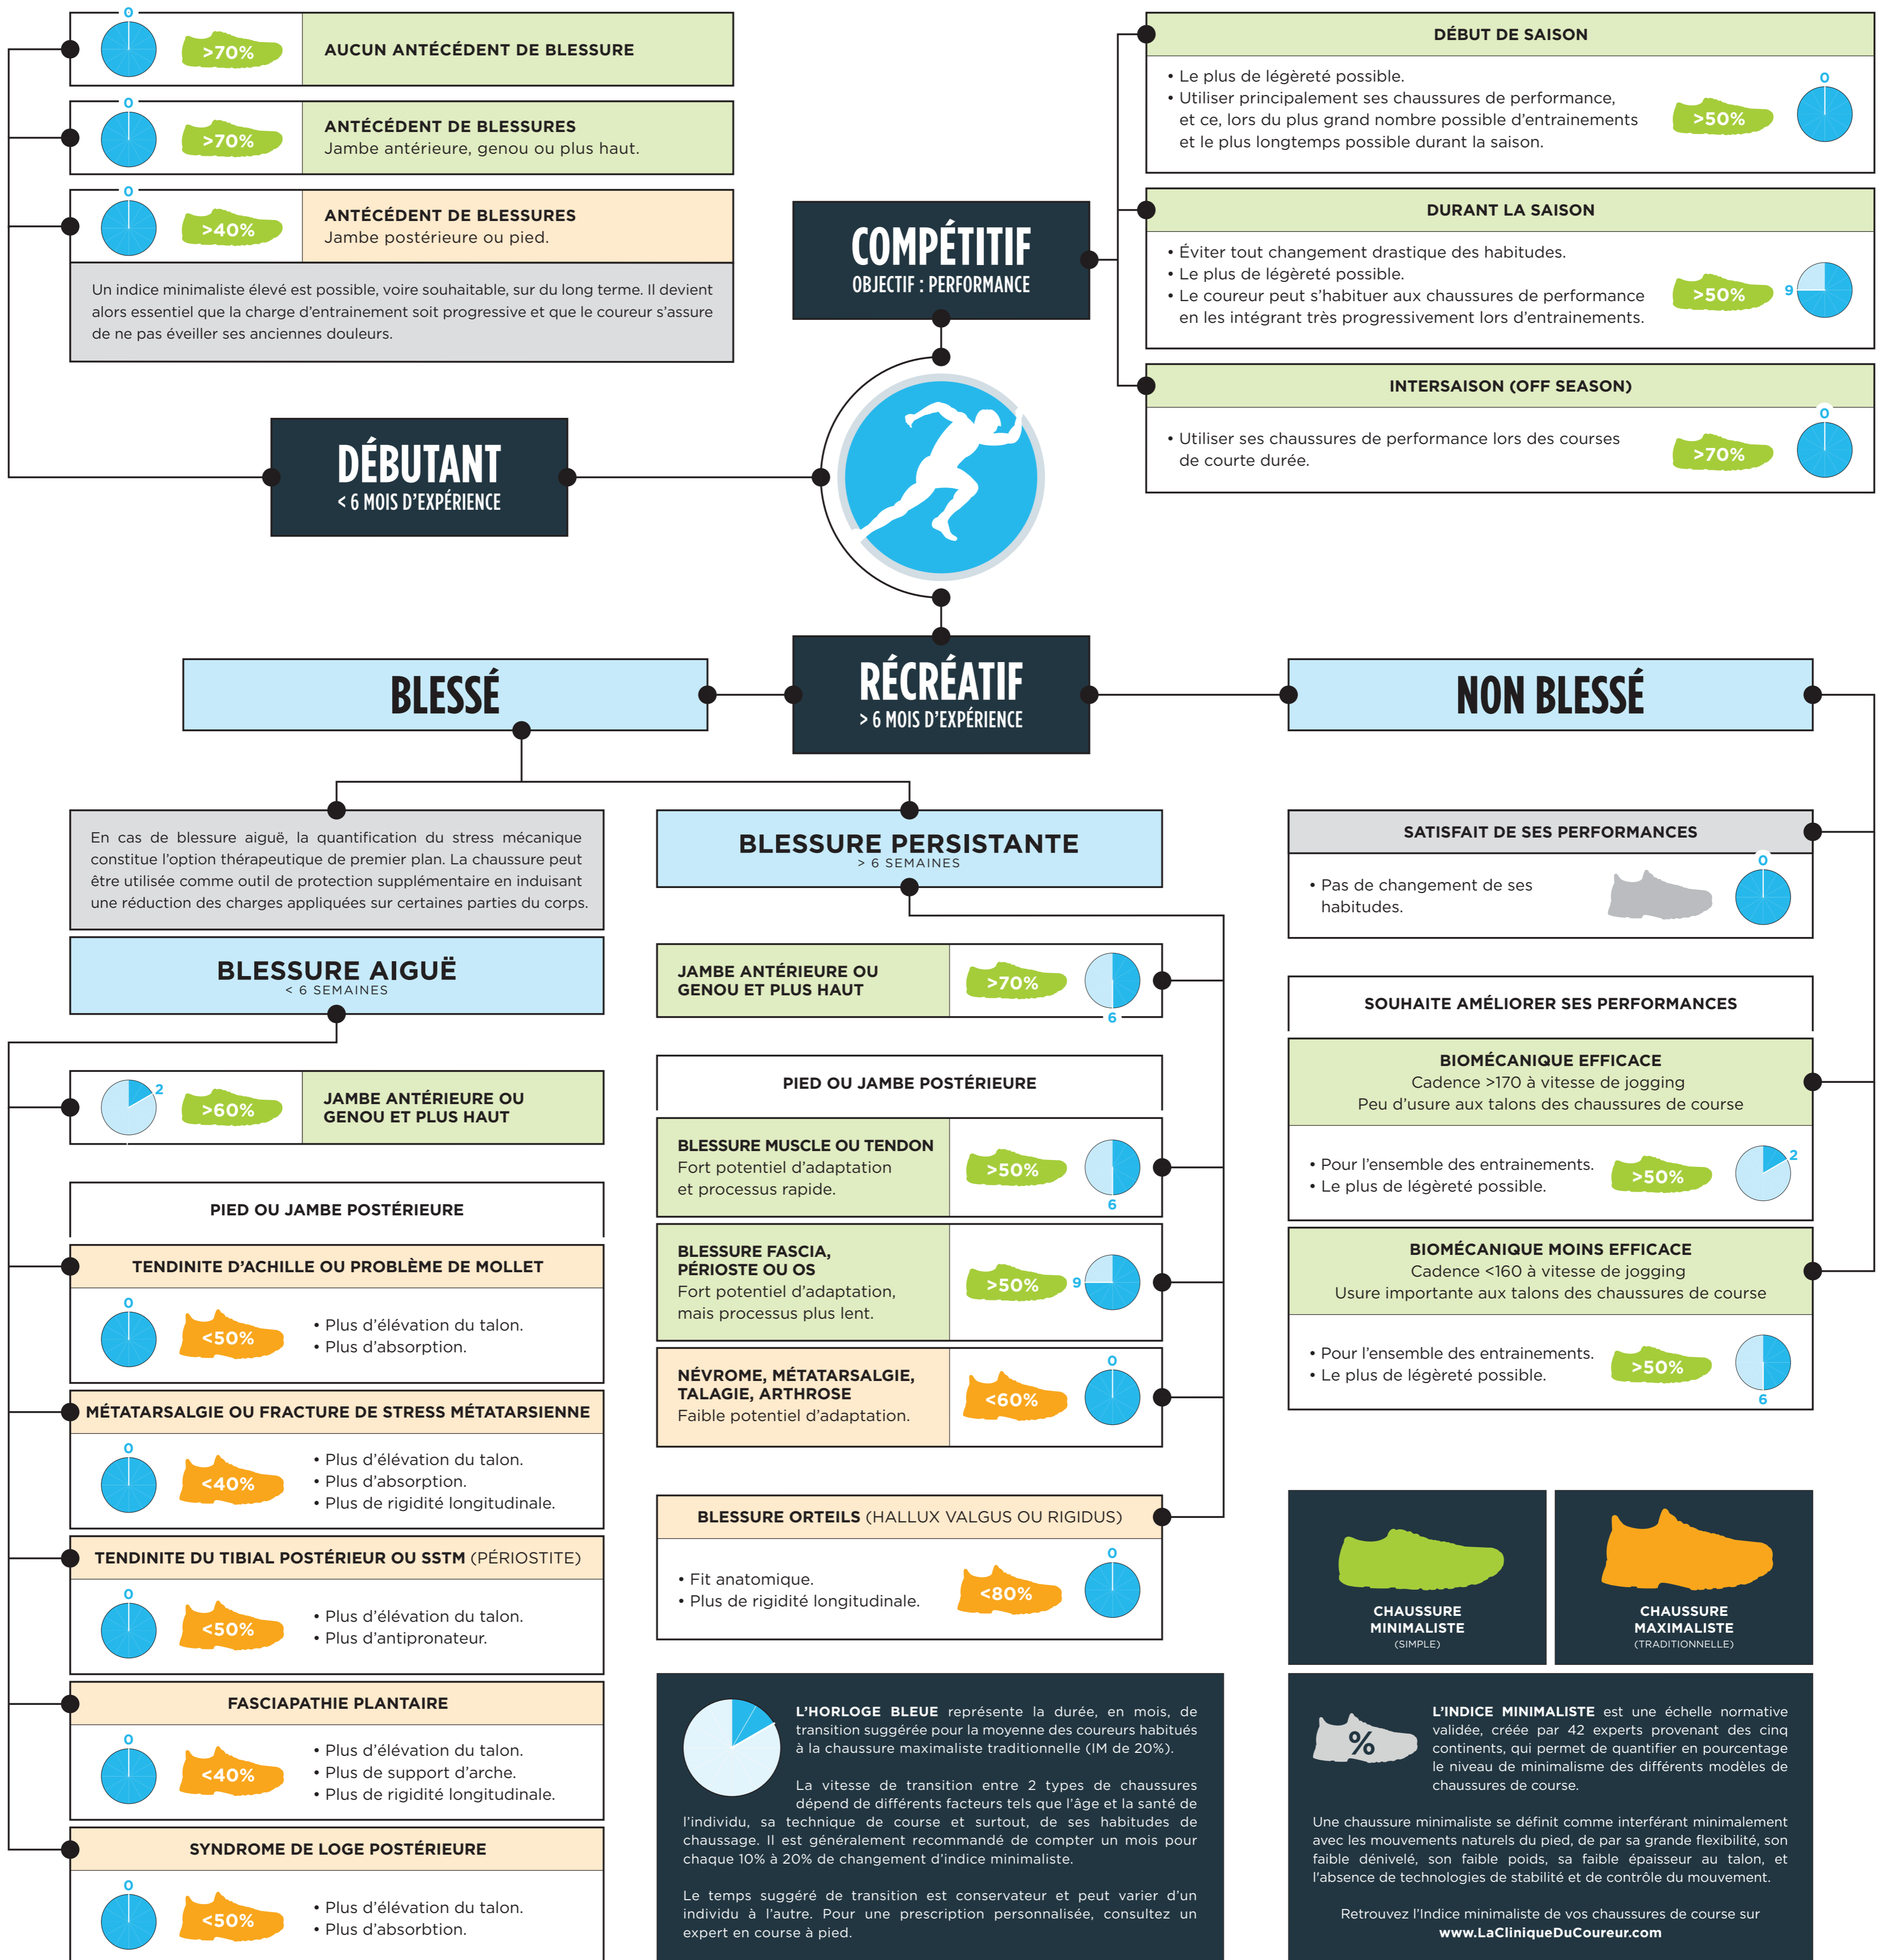 0
>70%
AUCUN ANTÉCÉDENT DE BLESSURE
0
>70%
ANTÉCÉDENT DE BLESSURES
Jambe antérieure, genou ou plus haut.
0
>40%
ANTÉCÉDENT DE BLESSURES
Jambe postérieure ou pied.
Un indice minimaliste élevé est possible, voire souhaitable, sur du long terme. Il devient
alors essentiel que la charge d'entrainement soit progressive et que le coureur s'assure
de ne pas éveiller ses anciennes douleurs.
DÉBUTANT
< 6 MOIS D'EXPÉRIENCE
COMPÉTITIF
OBJECTIF : PERFORMANCE
DÉBUT DE SAISON
• Le plus de légèreté possible.
• Utiliser principalement ses chaussures de performance,
et ce, lors du plus grand nombre possible d'entrainements
et le plus longtemps possible durant la saison.
>50%
0
DURANT LA SAISON
• Éviter tout changement drastique des habitudes.
• Le plus de légèreté possible.
• Le coureur peut s'habituer aux chaussures de performance
en les intégrant très progressivement lors d'entrainements.
>50%
9
INTERSAISON (OFF SEASON)
• Utiliser ses chaussures de performance lors des courses
de courte durée.
>70%
0
RÉCRÉATIF
> 6 MOIS D'EXPÉRIENCE
BLESSÉ
NON BLESSÉ
En cas de blessure aiguë, la quantification du stress mécanique
constitue l'option thérapeutique de premier plan. La chaussure peut
être utilisée comme outil de protection supplémentaire en induisant
une réduction des charges appliquées sur certaines parties du corps.
BLESSURE AIGUË
< 6 SEMAINES
2
>60%
JAMBE ANTÉRIEURE OU
GENOU ET PLUS HAUT
PIED OU JAMBE POSTÉRIEURE
TENDINITE D'ACHILLE OU PROBLÈME DE MOLLET
0
<50%
• Plus d'élévation du talon.
• Plus d'absorption.
MÉTATARSALGIE OU FRACTURE DE STRESS MÉTATARSIENNE
0
<40%
• Plus d'élévation du talon.
• Plus d'absorption.
• Plus de rigidité longitudinale.
TENDINITE DU TIBIAL POSTÉRIEUR OU SSTM (PÉRIOSTITE)
0
<50%
• Plus d'élévation du talon.
• Plus d'antipronateur.
FASCIAPATHIE PLANTAIRE
0
<40%
• Plus d'élévation du talon.
• Plus de support d'arche.
• Plus de rigidité longitudinale.
SYNDROME DE LOGE POSTÉRIEURE
0
<50%
• Plus d'élévation du talon.
• Plus d'absorbtion.
BLESSURE PERSISTANTE
> 6 SEMAINES
JAMBE ANTÉRIEURE OU
GENOU ET PLUS HAUT
>70%
6
PIED OU JAMBE POSTÉRIEURE
BLESSURE MUSCLE OU TENDON
Fort potentiel d'adaptation
et processus rapide.
>50%
6
BLESSURE FASCIA,
PÉRIOSTE OU OS
Fort potentiel d'adaptation,
mais processus plus lent.
>50%
9
NÉVROME, MÉTATARSALGIE,
TALAGIE, ARTHROSE
Faible potentiel d'adaptation.
<60%
0
BLESSURE ORTEILS (HALLUX VALGUS OU RIGIDUS)
• Fit anatomique.
• Plus de rigidité longitudinale.
<80%
0
SATISFAIT DE SES PERFORMANCES
• Pas de changement de ses
habitudes.
0
SOUHAITE AMÉLIORER SES PERFORMANCES
BIOMÉCANIQUE EFFICACE
Cadence >170 à vitesse de jogging
Peu d'usure aux talons des chaussures de course
• Pour l'ensemble des entrainements.
• Le plus de légèreté possible.
>50%
2
BIOMÉCANIQUE MOINS EFFICACE
Cadence <160 à vitesse de jogging
Usure importante aux talons des chaussures de course
• Pour l'ensemble des entrainements.
• Le plus de légèreté possible.
>50%
6
CHAUSSURE
MINIMALISTE
(SIMPLE)
CHAUSSURE
MAXIMALISTE
(TRADITIONNELLE)
L'HORLOGE BLEUE représente la durée, en mois, de
transition suggérée pour la moyenne des coureurs habitués
à la chaussure maximaliste traditionnelle (IM de 20%).
La vitesse de transition entre 2 types de chaussures
dépend de différents facteurs tels que l'âge et la santé de
l'individu, sa technique de course et surtout, de ses habitudes de
chaussage. Il est généralement recommandé de compter un mois pour
chaque 10% à 20% de changement d'indice minimaliste.
Le temps suggéré de transition est conservateur et peut varier d'un
individu à l'autre. Pour une prescription personnalisée, consultez un
expert en course à pied.
%
L'INDICE MINIMALISTE est une échelle normative
validée, créée par 42 experts provenant des cinq
continents, qui permet de quantifier en pourcentage
le niveau de minimalisme des différents modèles de
chaussures de course.
Une chaussure minimaliste se définit comme interférant minimalement
avec les mouvements naturels du pied, de par sa grande flexibilité, son
faible dénivelé, son faible poids, sa faible épaisseur au talon, et
l'absence de technologies de stabilité et de contrôle du mouvement.
Retrouvez l'Indice minimaliste de vos chaussures de course sur
www.LaCliniqueDuCoureur.com